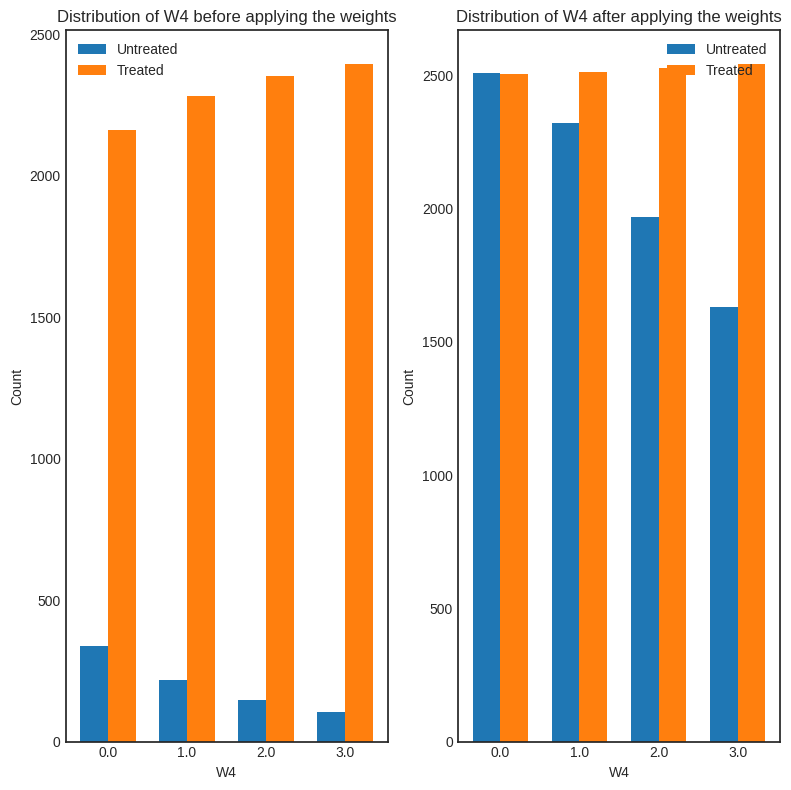 Distribution of W4 before applying the weights
Untreated
Treated
2500
2000
1500
1000
500
0
Count
0.0 1.0 2.0 3.0
W4
Distribution of W4 after applying the weights
Untreated
Treated
2500
2000
1500
1000
500
0
Count
0.0 1.0 2.0 3.0
W4